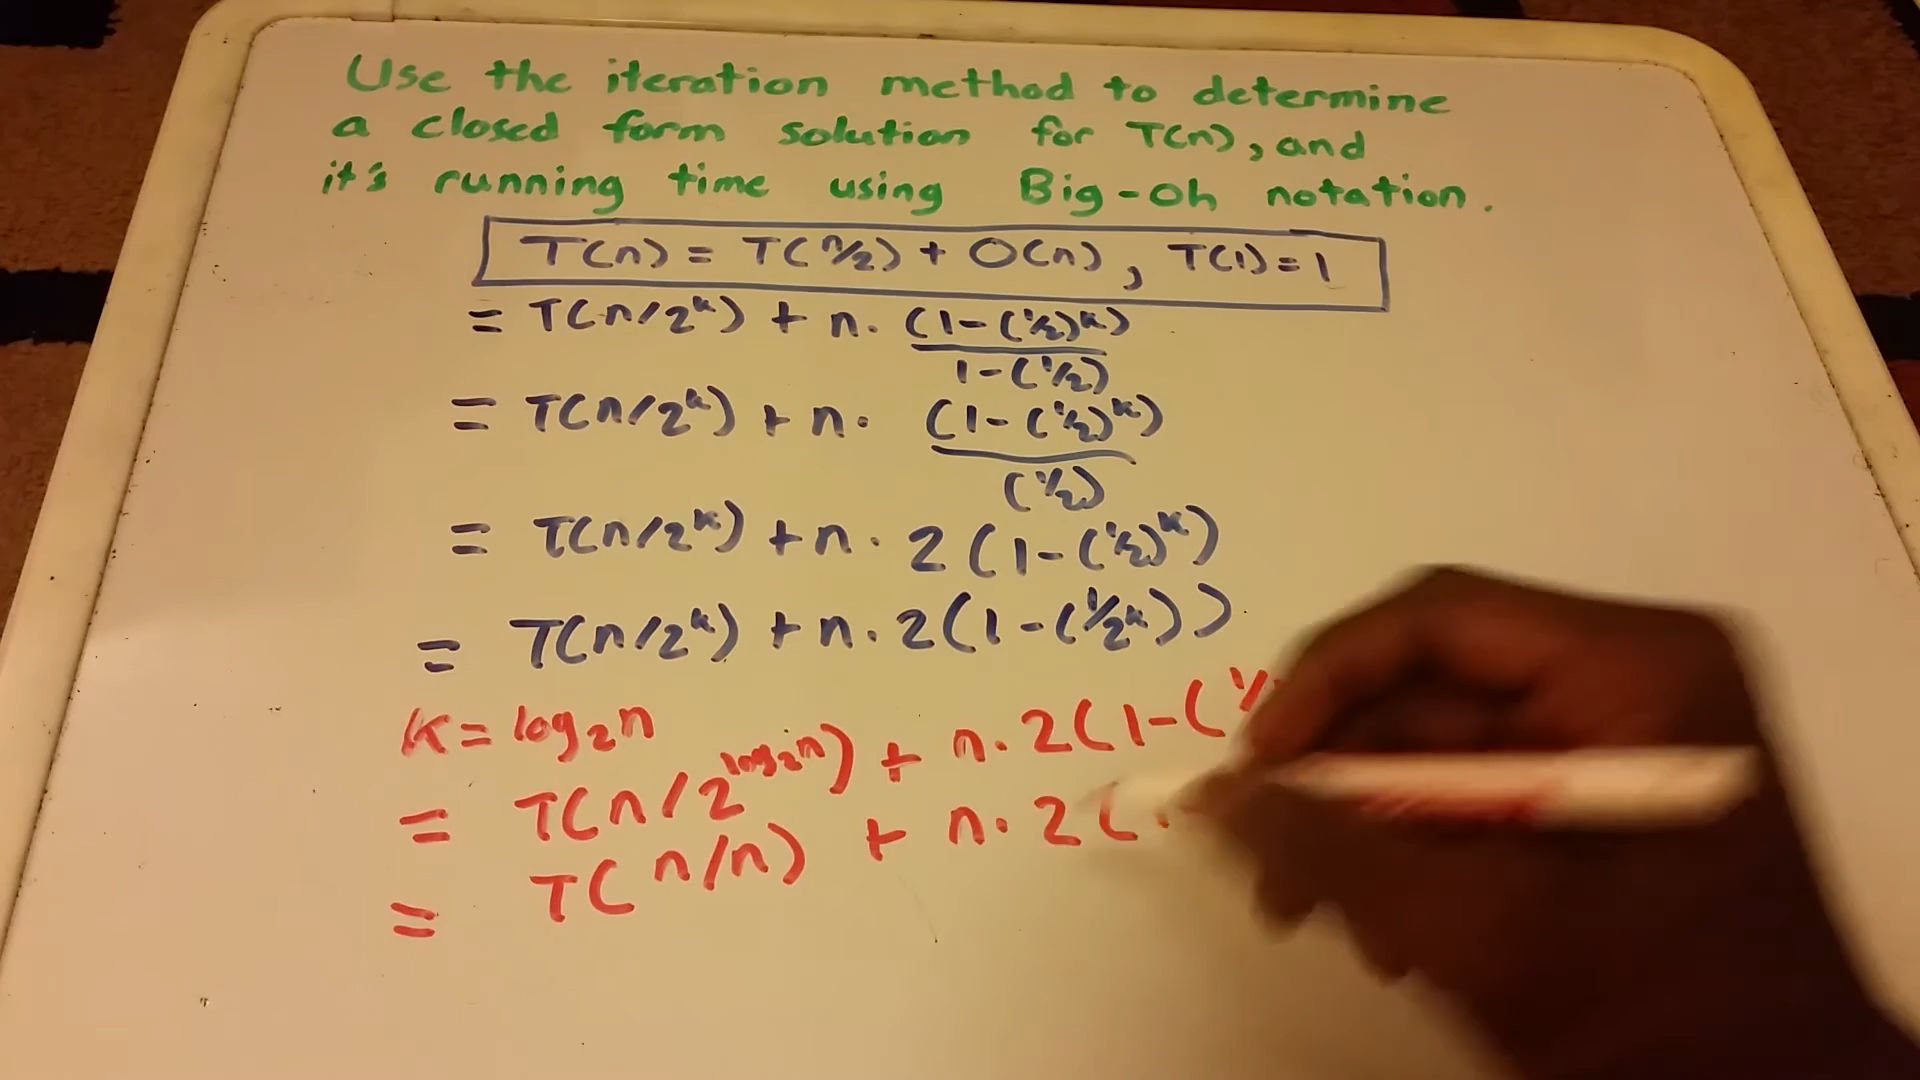 Use the iteration method to determine
a closed form solution for T(n), and
it's running time using Big-Oh notation.
T(n) = T(n/2) + O(n), T(1)=1
= T(n/2^k) + n. (1-(1/2)^k) / 1-(1/2)
= T(n/2^k) + n. (1-(1/2)^k) / (1/2)
= T(n/2^k) + n. 2(1-(1/2)^k)
= T(n/2^k) + n. 2(1-(1/2^k))
K = log₂n
= T(n/2^log₂n) + n. 2(1-(1/
= T(n/n) + n. 2(